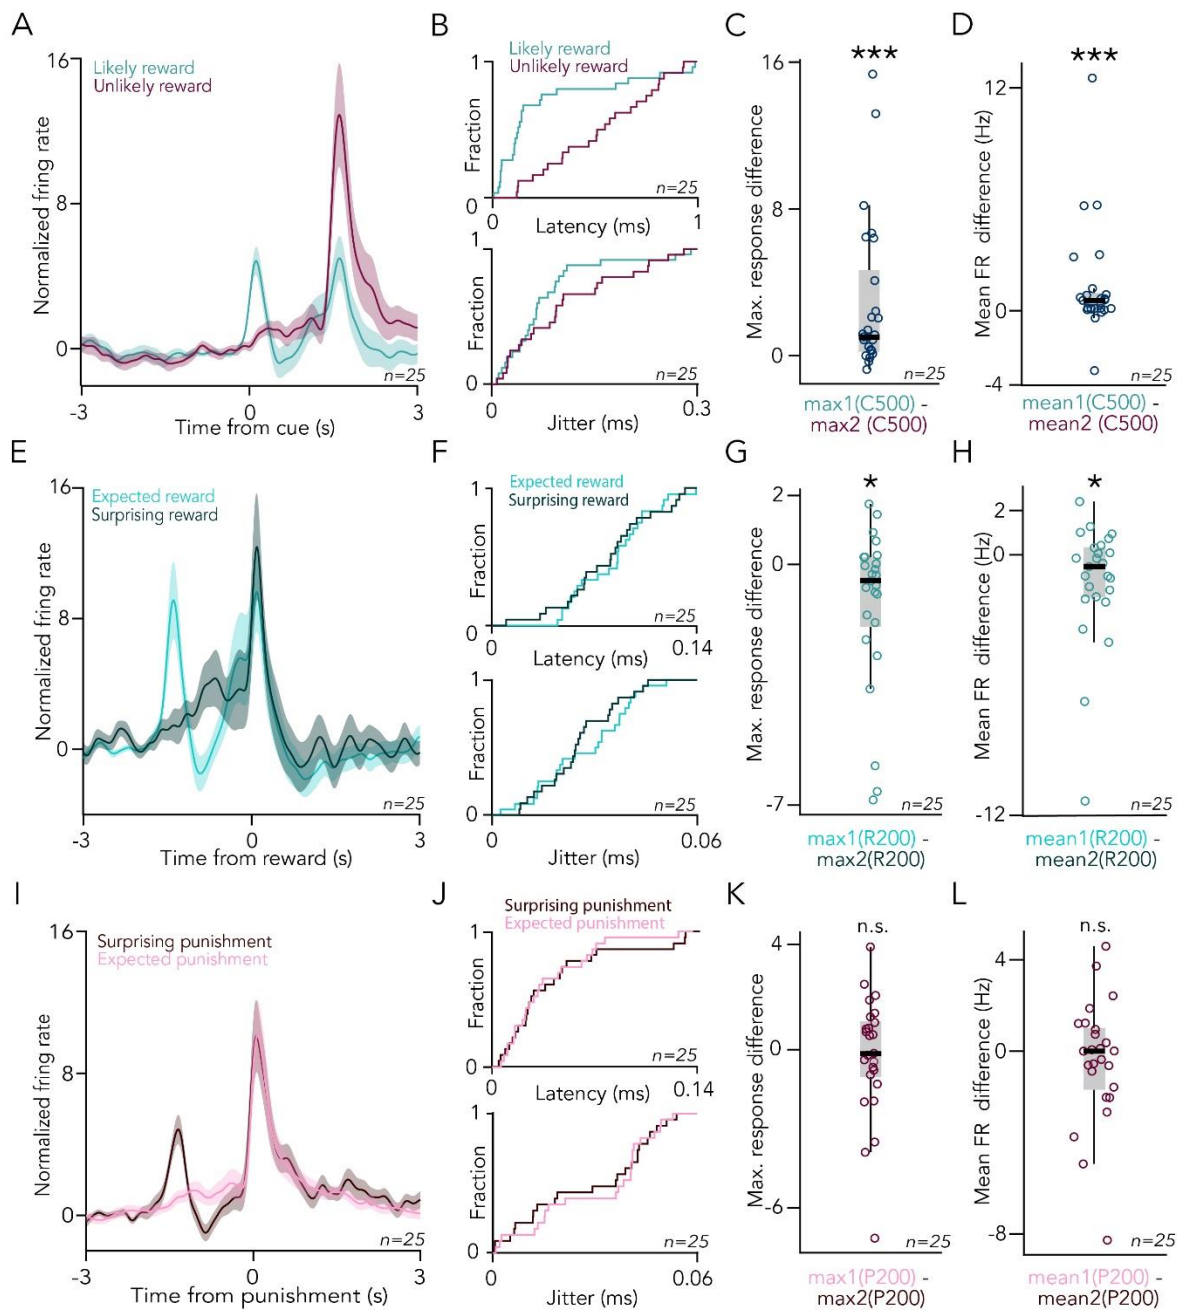 A
16
Likely reward
Unlikely reward
Normalized fring rate
8
0
n=25
-3
0
3
Time from cue (s)
B
Likely reward
Unlikely reward
1
Fraction
n=25
0
0
1
Latency (ms)
1
Fraction
n=25
0
0
0.3
Jitter (ms)
C
***
16
Max. response difference
8
0
n=25
max1(C500) -
max2 (C500)
D
***
12
Mean FR difference (Hz)
0
n=25
-4
mean1(C500) -
mean2 (C500)
E
16
Expected reward
Surprising reward
Normalized firing rate
8
0
n=25
-3
0
3
Time from reward (s)
F
Expected reward
Surprising reward
1
Fraction
n=25
0
0
0.14
Latency (ms)
1
Fraction
n=25
0
0
0.06
Jitter (ms)
G
*
2
0
Max. response difference
-7
n=25
max1(R200) -
max2(R200)
H
*
2
0
Mean FR difference (Hz)
-12
n=25
mean1(R200) -
mean2(R200)
I
16
Surprising punishment
Expected punishment
Normalized firing rate
8
0
n=25
-3
0
3
Time from punishment (s)
J
Surprising punishment
Expected punishment
1
Fraction
n=25
0
0
0.14
Latency (ms)
1
Fraction
n=25
0
0
0.06
Jitter (ms)
K
n.s.
4
0
Max. response difference
-6
n=25
max1(P200) -
max2(P200)
L
n.s.
4
0
Mean FR difference (Hz)
-8
n=25
mean1(P200) -
mean2(P200)